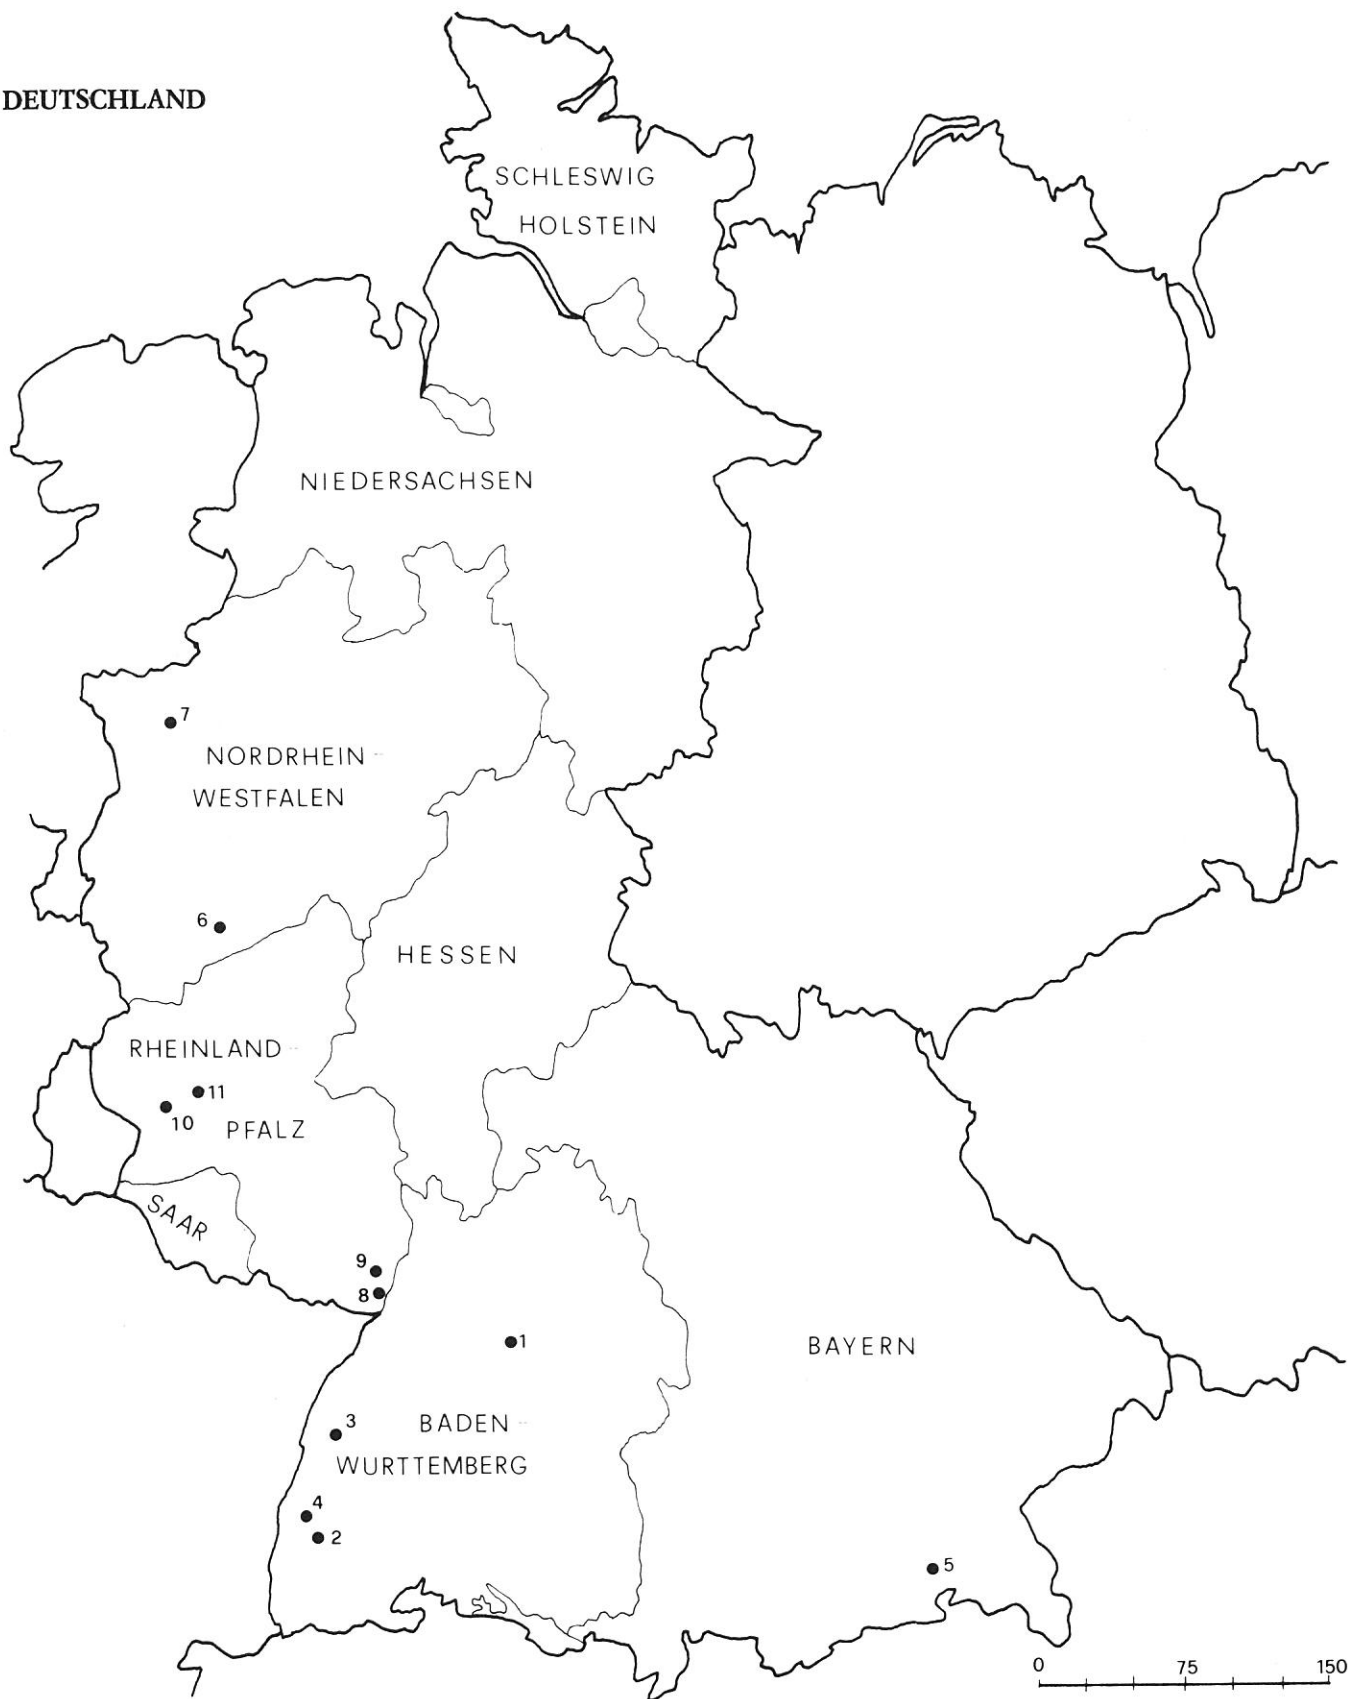 DEUTSCHLAND
SCHLESWIG
HOLSTEIN
NIEDERSACHSEN
7
NORDRHEIN-
WESTFALEN
6
HESSEN
RHEINLAND-
11
10
PFALZ
SAAR
9
8
1
BAYERN
3
BADEN-
WURTTEMBERG
4
2
5
0 75 150